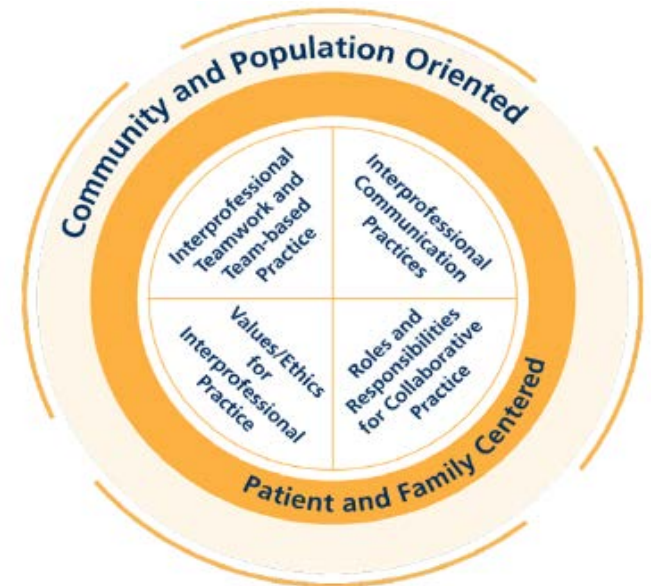 Community and Population Oriented
Interprofessional
Teamwork and
Team-based
Practice
Interprofessional
Communication
Practices
Values/Ethics
for
Interprofessional
Practice
Roles and
Responsibilities
for Collaborative
Practice
Patient and Family Centered